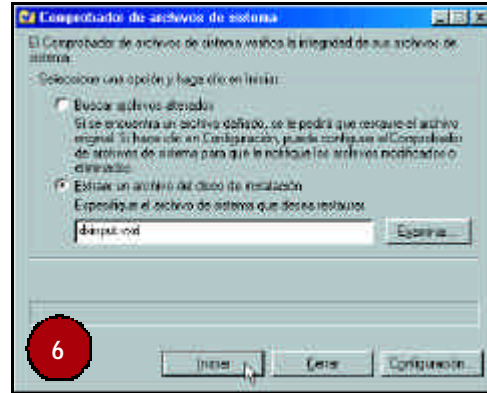 Comprobador de archivos de sistema
El Comprobador de archivos de sistema verifica la integridad de sus archivos de
sistema.
Seleccione una opción y haga clic en Iniciar:
Buscar archivos alterados
Si se encuentra un archivo dañado, se le pedirá que restaure el archivo
original. Si hace clic en Configuración, puede configurar el Comprobador
de archivos de sistema para que le notifique los archivos modificados o
eliminados.
Extraer un archivo del disco de instalación
Especifique el archivo de sistema que desea restaurar
Examinar...
6
Iniciar
Cerrar
Configuración...